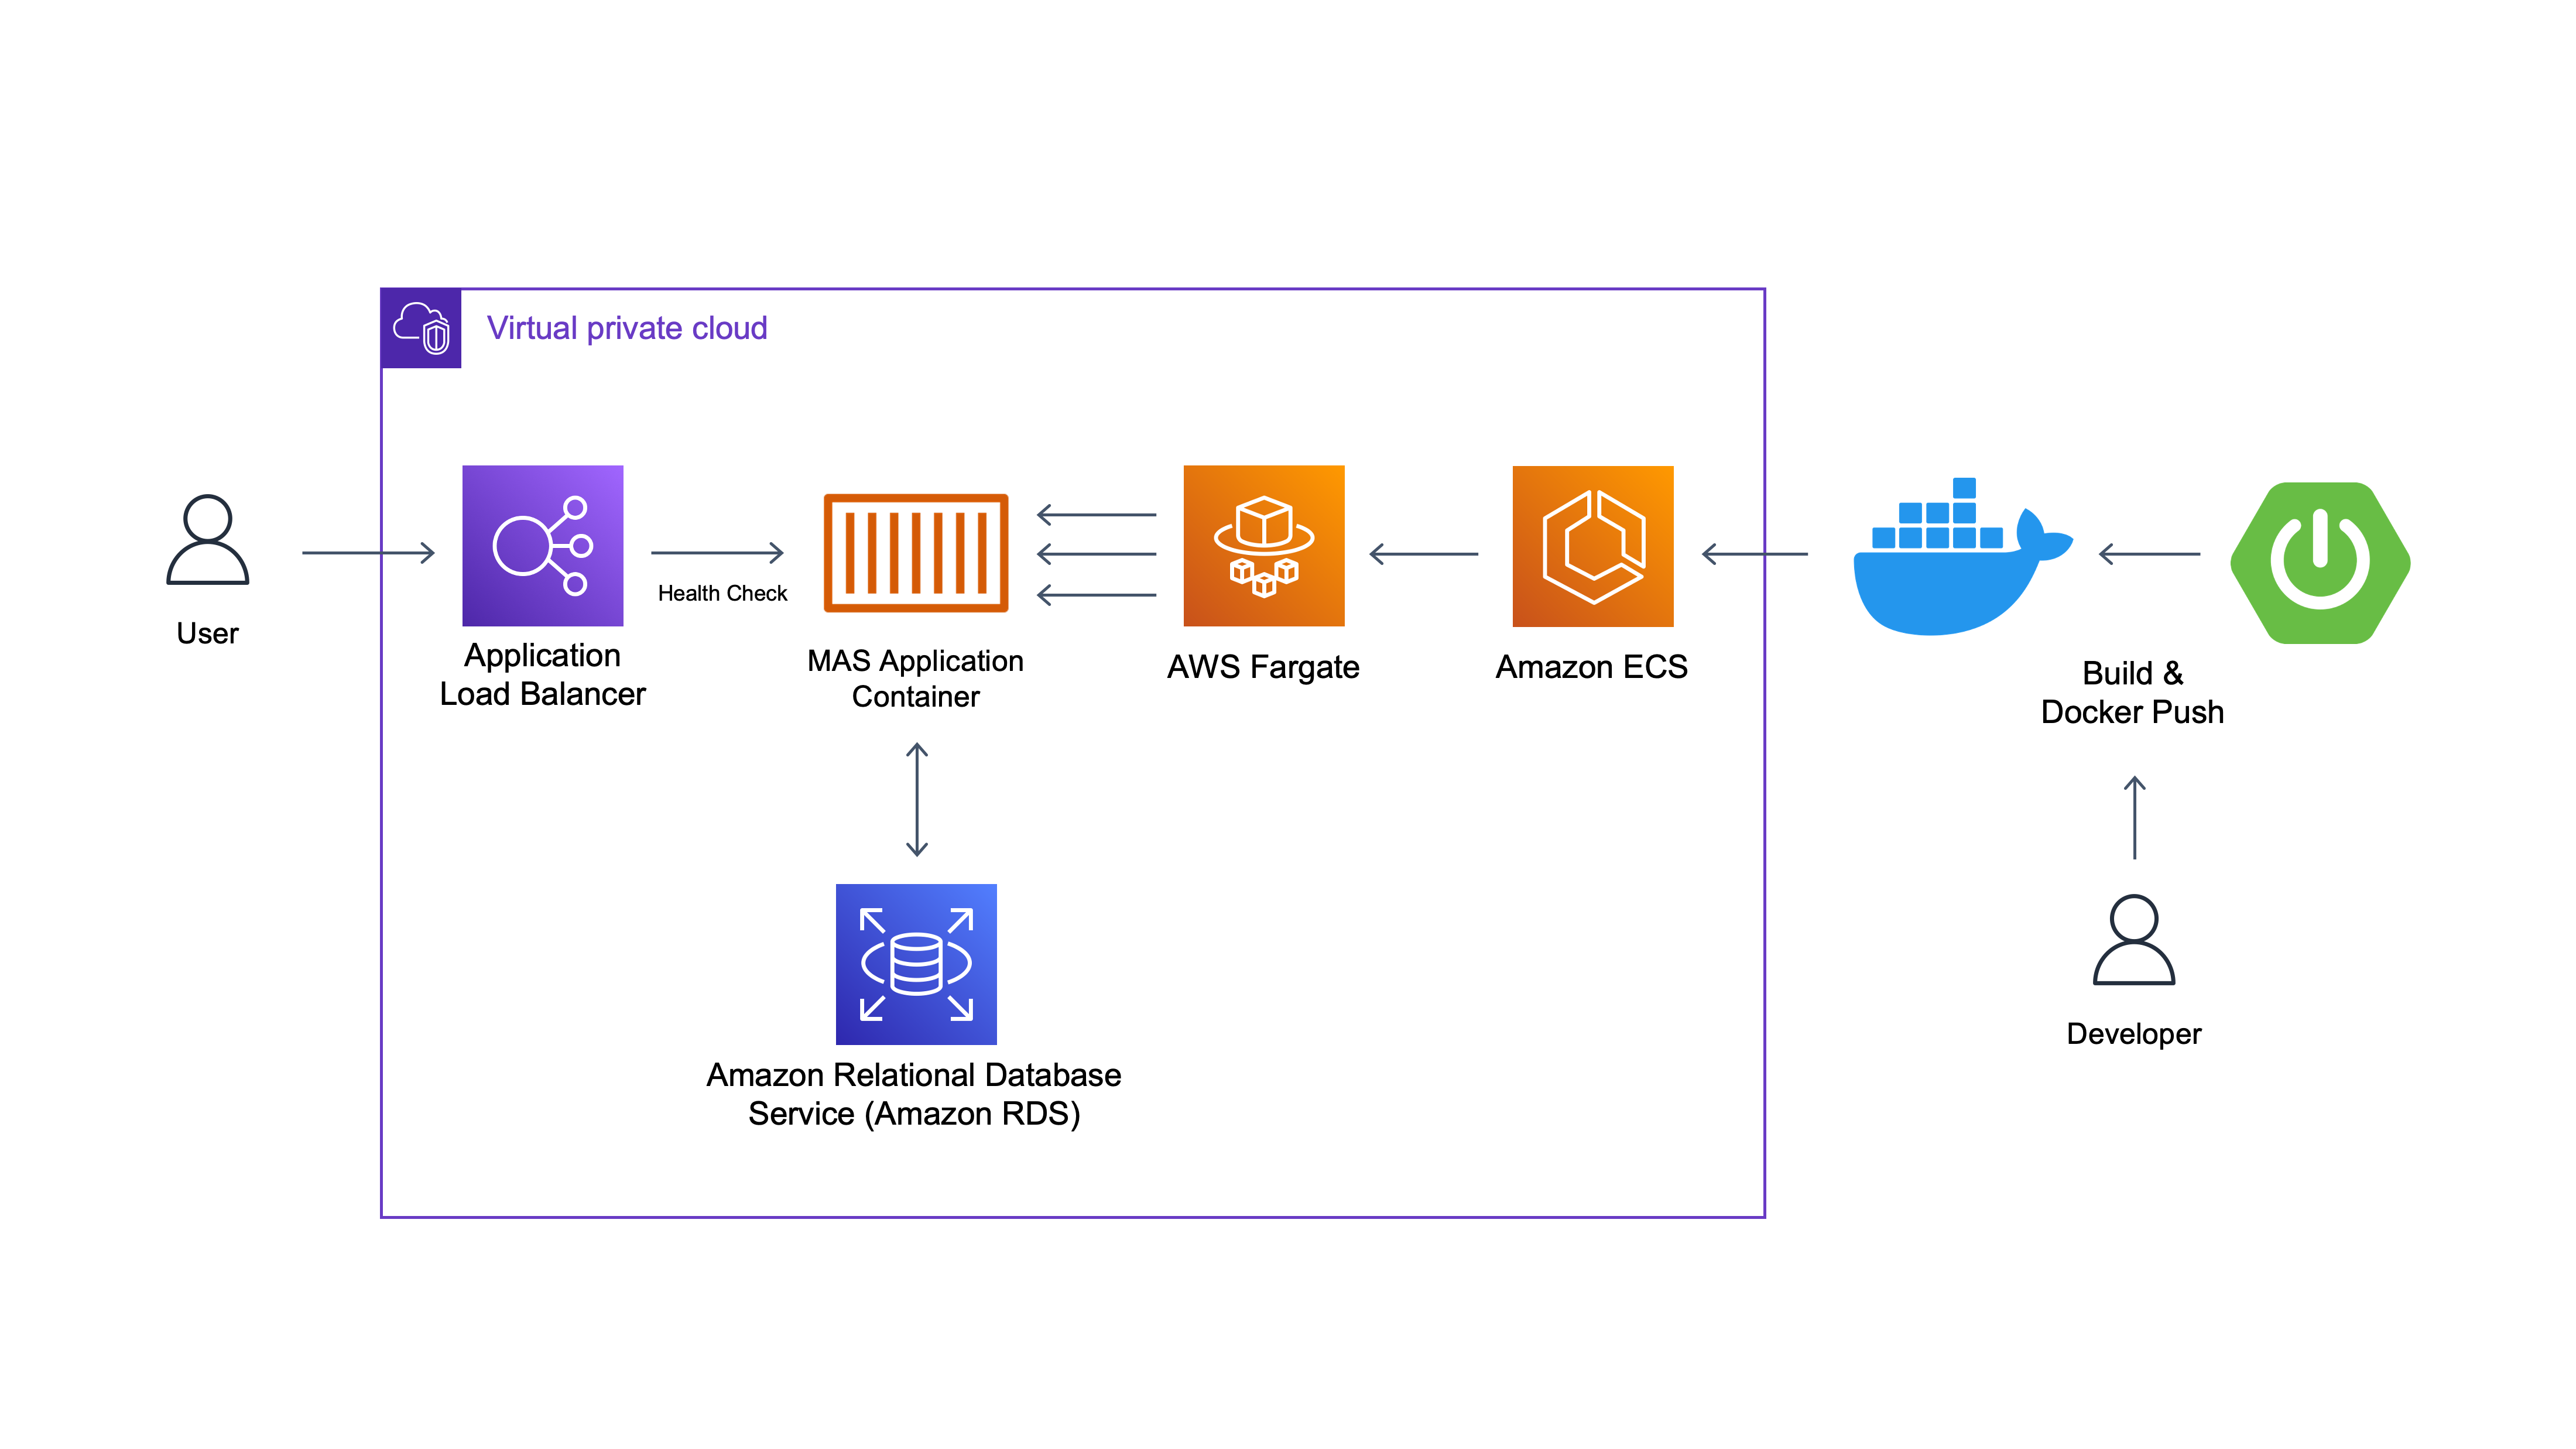 Virtual private cloud
User
Application
Load Balancer
Health Check
MAS Application
Container
AWS Fargate
Amazon ECS
Build &
Docker Push
Developer
Amazon Relational Database
Service (Amazon RDS)